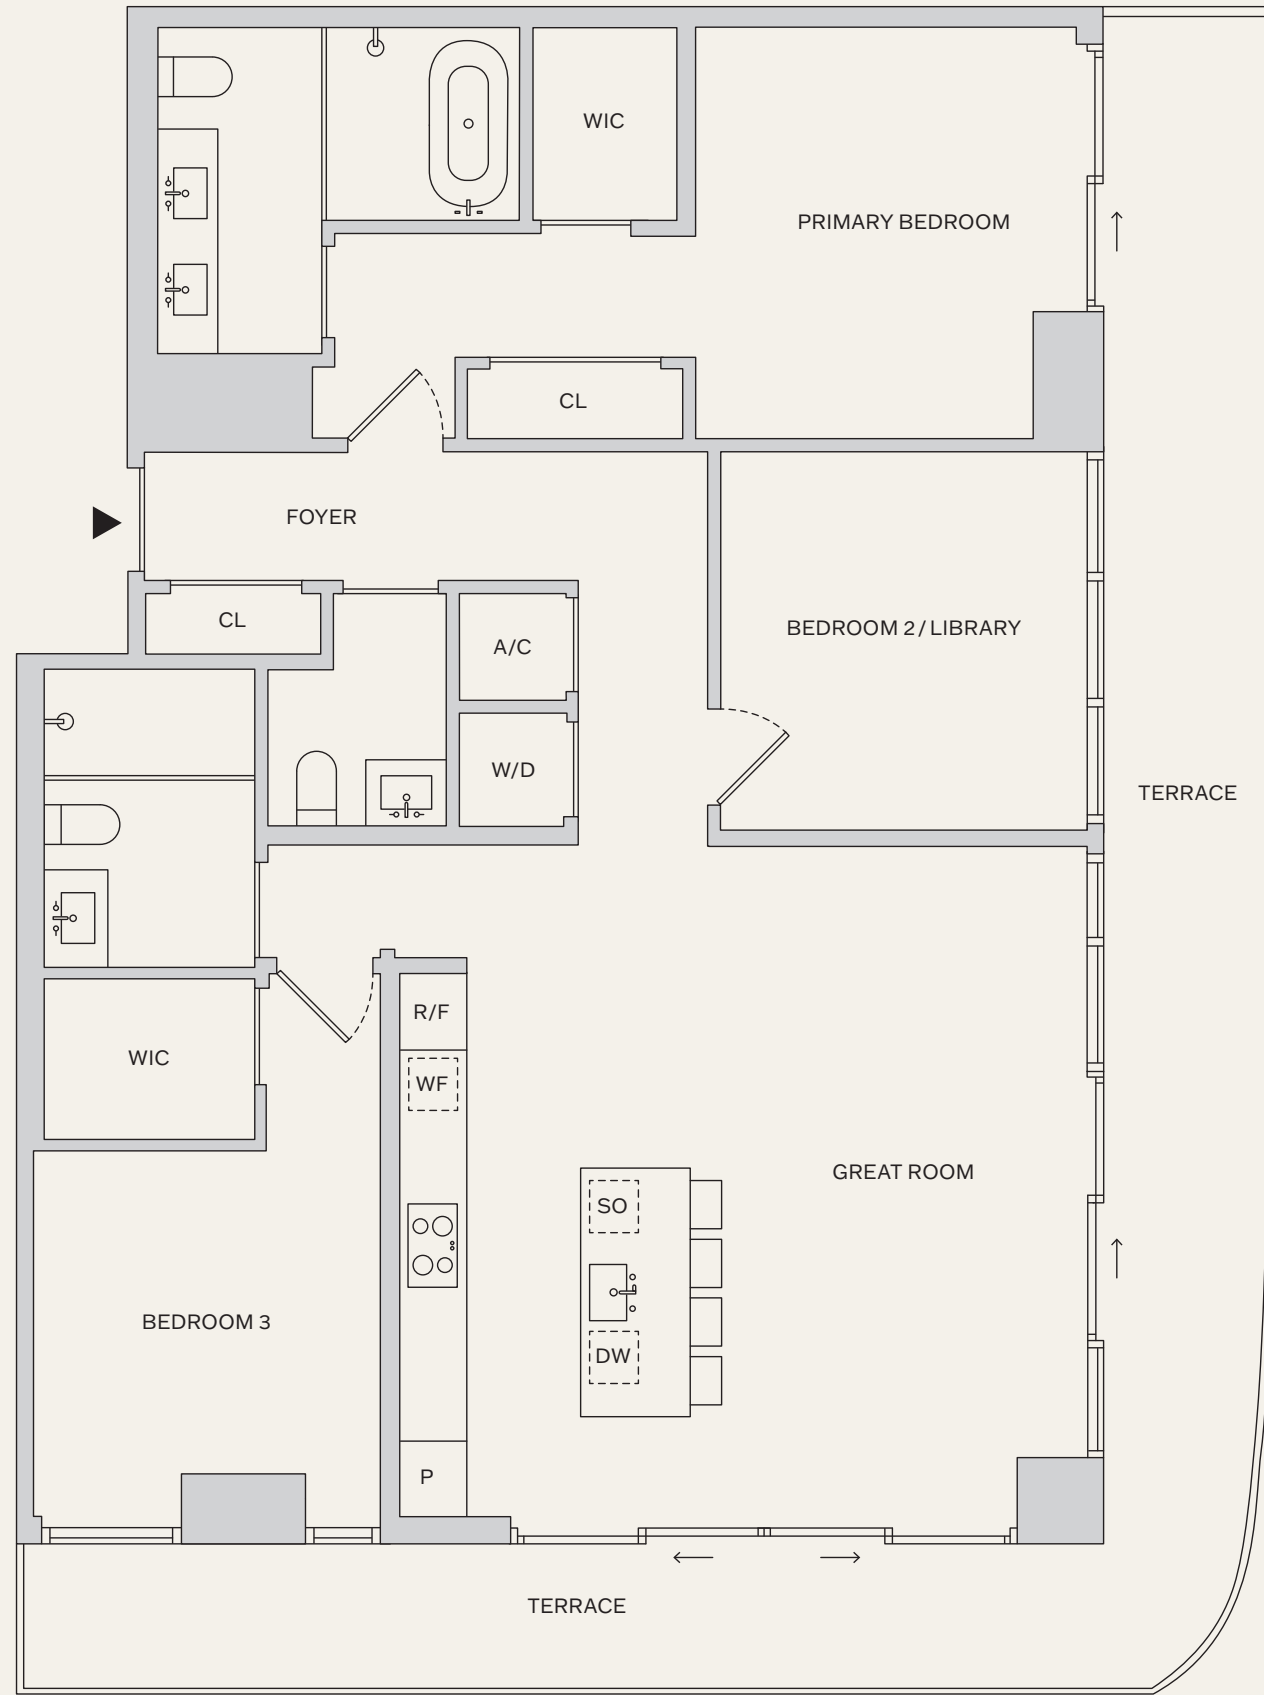 WIC
PRIMARY BEDROOM
CL
FOYER
CL
A/C
BEDROOM 2 / LIBRARY
W/D
TERRACE
R/F
WIC
WF
GREAT ROOM
SO
BEDROOM 3
DW
P
TERRACE